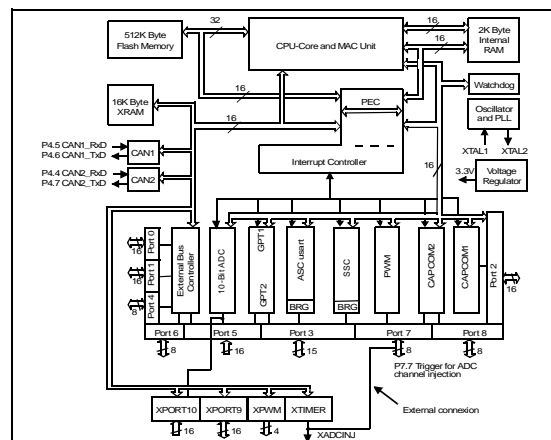 512K Byte
Flash Memory
32
CPU-Core and MAC Unit
16
16
2K Byte
Internal
RAM
16
PEC
Watchdog
16K Byte
XRAM
16
Oscillator
and PLL
XTAL1
XTAL2
P4.5 CAN1_RxD
P4.6 CAN1_TxD
CAN1
Interrupt Controller
16
P4.4 CAN2_RxD
P4.7 CAN2_TxD
CAN2
3.3V
Voltage
Regulator
Port 0
16
Port 1
16
Port 4
8
External Bus
Controller
10-Bit ADC
GPT1
GPT2
ASC usart
BRG
SSC
BRG
PWM
CAPCOM2
CAPCOM1
Port 2
16
Port 6
Port 5
Port 3
Port 7
Port 8
8
16
15
8
8
P7.7 Trigger for ADC
channel injection
External connexion
XPORT10
XPORT9
XPWM
XTIMER
16
16
4
XADCINJ